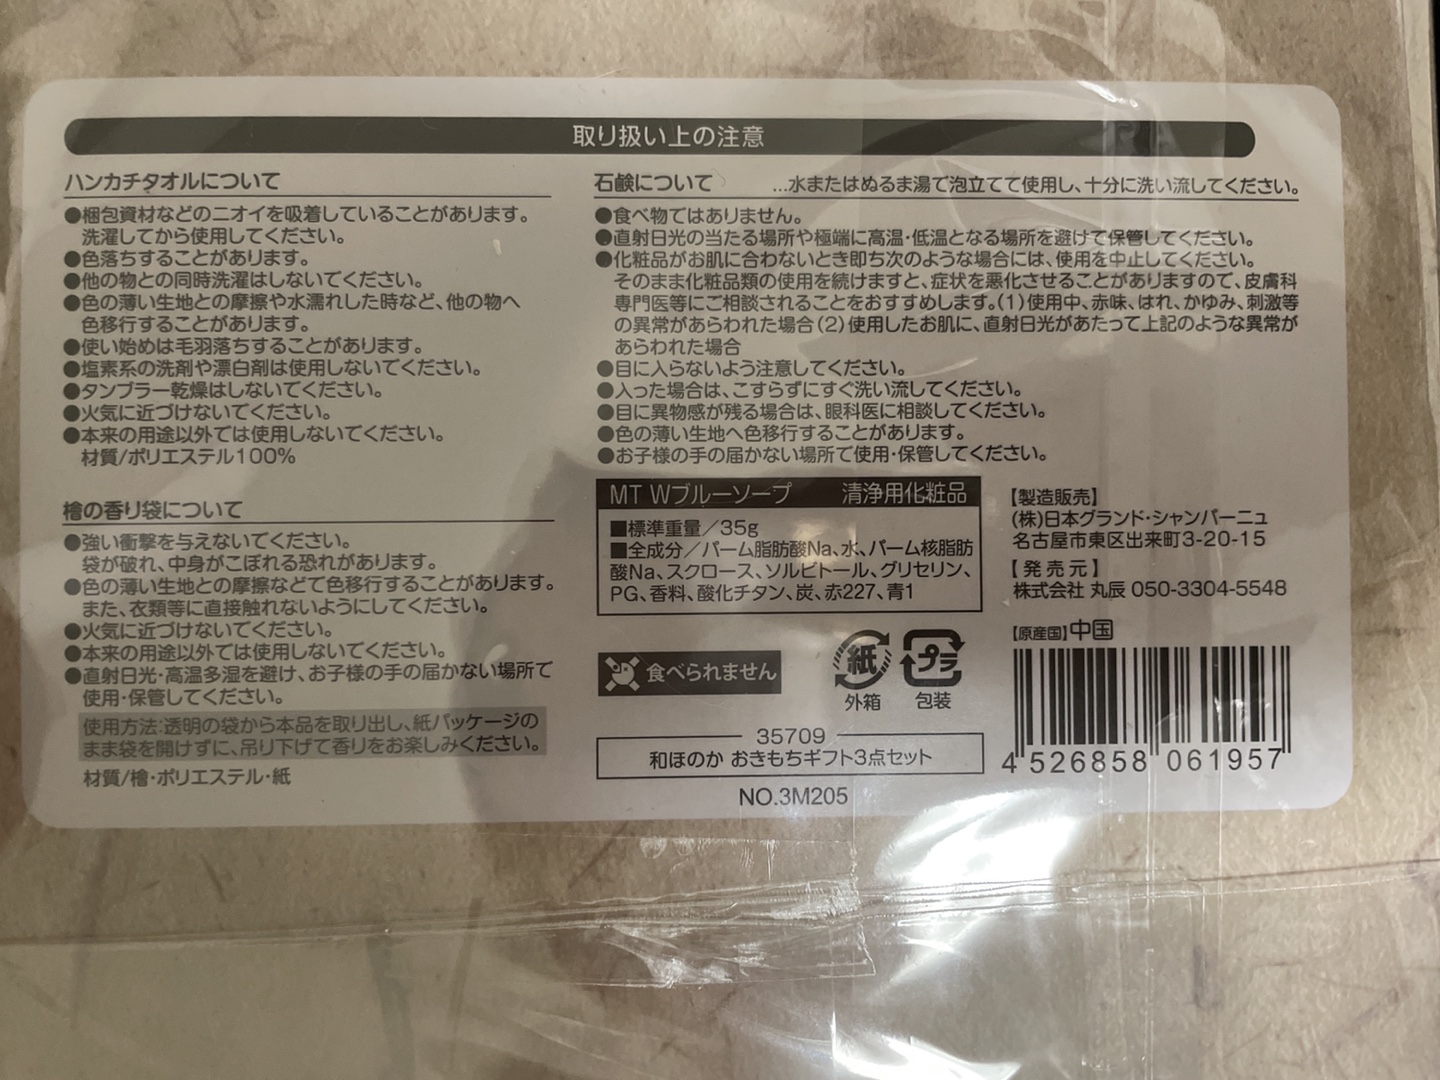 取り扱い上の注意
ハンカチタオルについて
●梱包資材などのニオイを吸着していることがあります。
洗濯してから使用してください。
●色落ちすることがあります。
●他の物との同時洗濯はしないでください。
●色の薄い生地との摩擦や水濡れした時など、他の物へ
色移行することがあります。
●使い始めは毛羽落ちすることがあります。
●塩素系の洗剤や漂白剤は使用しないでください。
●タンブラー乾燥はしないでください。
●火気に近づけないでください。
●本来の用途以外では使用しないでください。
材質/ポリエステル100%
檜の香り袋について
●強い衝撃を与えないでください。
袋が破れ、中身がこぼれる恐れがあります。
●色の薄い生地との摩擦などで色移行することがあります。
また、衣類等に直接触れないようにしてください。
●火気に近づけないでください。
●本来の用途以外では使用しないでください。
●直射日光・高温多湿を避け、お子様の手の届かない場所で
使用・保管してください。
使用方法:透明の袋から本品を取り出し、紙パッケージの
まま袋を開けずに、吊り下げて香りをお楽しみください。
材質/檜・ポリエステル・紙
石鹸について …水またはぬるま湯で泡立てて使用し、十分に洗い流してください。
●食べ物ではありません。
●直射日光の当たる場所や極端に高温・低温となる場所を避けて保管してください。
●化粧品がお肌に合わないとき即ち次のような場合には、使用を中止してください。
そのまま化粧品類の使用を続けますと、症状を悪化させることがありますので、皮膚科
専門医等にご相談されることをおすすめします。(1)使用中、赤味、はれ、かゆみ、刺激等
の異常があらわれた場合(2)使用したお肌に、直射日光があたって上記のような異常が
あらわれた場合
●目に入らないよう注意してください。
●入った場合は、こすらずにすぐ洗い流してください。
●目に異物感が残る場合は、眼科医に相談してください。
●色の薄い生地へ色移行することがあります。
●お子様の手の届かない場所で使用・保管してください。
MT Wブルーソープ 清浄用化粧品
■標準重量/35g
■全成分/パーム脂肪酸Na、水、パーム核脂肪
酸Na、スクロース、ソルビトール、グリセリン、
PG、香料、酸化チタン、炭、赤227、青1
【製造販売】
(株)日本グランド・シャンパーニュ
名古屋市東区出来町3-20-15
【発売元】
株式会社 丸辰 050-3304-5548
【原産国】中国
食べられません
紙
外箱
プラ
包装
35709
和ほのか おきもちギフト3点セット
NO.3M205
4 526858 061957